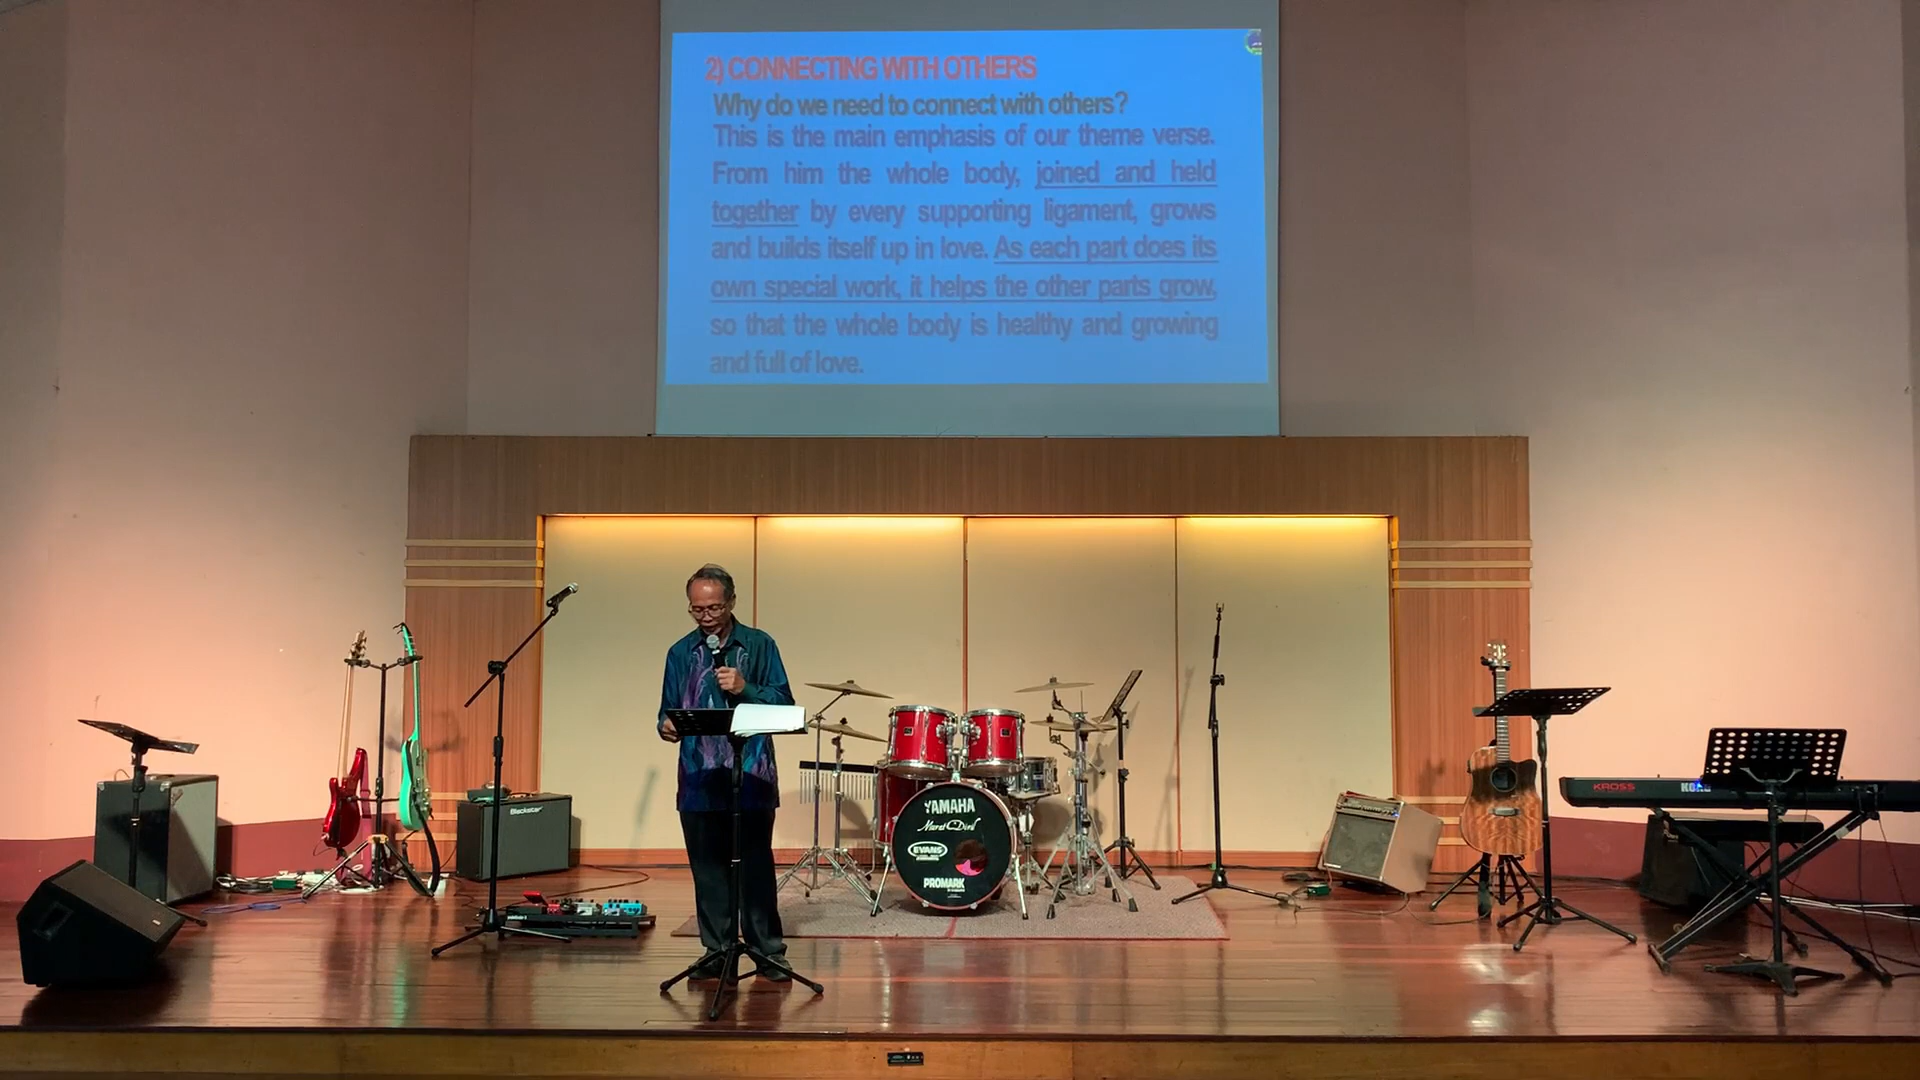 2) CONNECTING WITH OTHERS
Why do we need to connect with others?
This is the main emphasis of our theme verse.
From him the whole body, joined and held
together by every supporting ligament, grows
and builds itself up in love. As each part does its
own special work, it helps the other parts grow,
so that the whole body is healthy and growing
and full of love.
Blackstar
YAMAHA
EVANS
PROMARK
KROSS
KORG